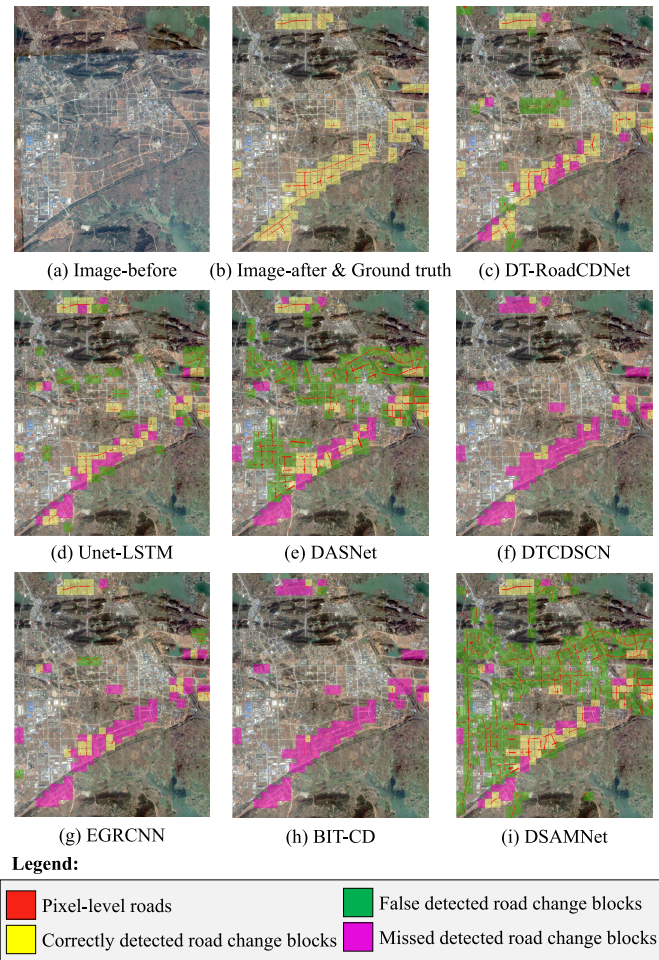 (a) Image-before (b) Image-after & Ground truth (c) DT-RoadCDNet
(d) Unet-LSTM (e) DASNet (f) DTCDSCN
(g) EGRCNN (h) BIT-CD (i) DSAMNet
Legend:
Pixel-level roads False detected road change blocks
Correctly detected road change blocks Missed detected road change blocks